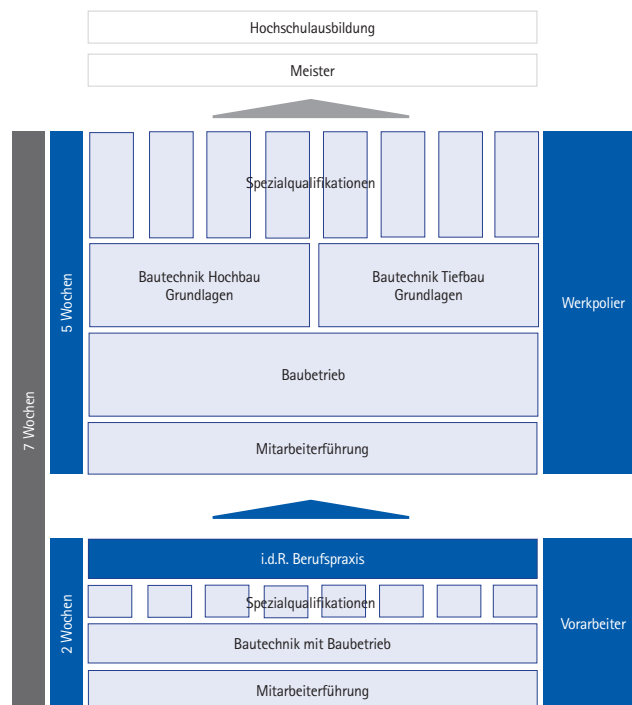 Hochschulausbildung
Meister
Spezialqualifikationen
Bautechnik Hochbau
Grundlagen
Bautechnik Tiefbau
Grundlagen
Baubetrieb
Mitarbeiterführung
5 Wochen
Werkpolier
7 Wochen
i.d.R. Berufspraxis
Spezialqualifikationen
Bautechnik mit Baubetrieb
Mitarbeiterführung
2 Wochen
Vorarbeiter